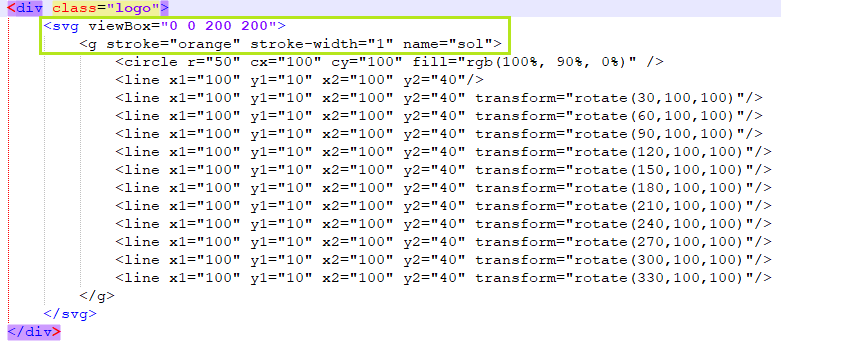 <div class="logo">
<svg viewBox="0 0 200 200">
<g stroke="orange" stroke-width="1" name="sol">
<circle r="50" cx="100" cy="100" fill="rgb(100%, 90%, 0%)" />
<line x1="100" y1="10" x2="100" y2="40"/>
<line x1="100" y1="10" x2="100" y2="40" transform="rotate(30,100,100)"/>
<line x1="100" y1="10" x2="100" y2="40" transform="rotate(60,100,100)"/>
<line x1="100" y1="10" x2="100" y2="40" transform="rotate(90,100,100)"/>
<line x1="100" y1="10" x2="100" y2="40" transform="rotate(120,100,100)"/>
<line x1="100" y1="10" x2="100" y2="40" transform="rotate(150,100,100)"/>
<line x1="100" y1="10" x2="100" y2="40" transform="rotate(180,100,100)"/>
<line x1="100" y1="10" x2="100" y2="40" transform="rotate(210,100,100)"/>
<line x1="100" y1="10" x2="100" y2="40" transform="rotate(240,100,100)"/>
<line x1="100" y1="10" x2="100" y2="40" transform="rotate(270,100,100)"/>
<line x1="100" y1="10" x2="100" y2="40" transform="rotate(300,100,100)"/>
<line x1="100" y1="10" x2="100" y2="40" transform="rotate(330,100,100)"/>
</g>
</svg>
</div>